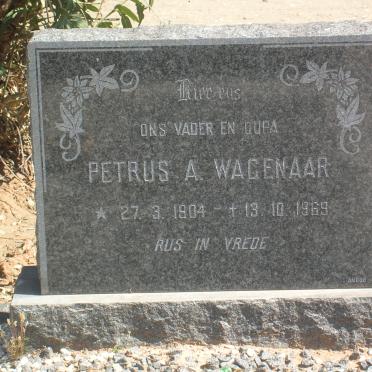 Hier rus
ONS VADER EN OUPA
PETRUS A. WAGENAAR
★ 27. 3. 1904 - † 13. 10. 1969
RUS IN VREDE